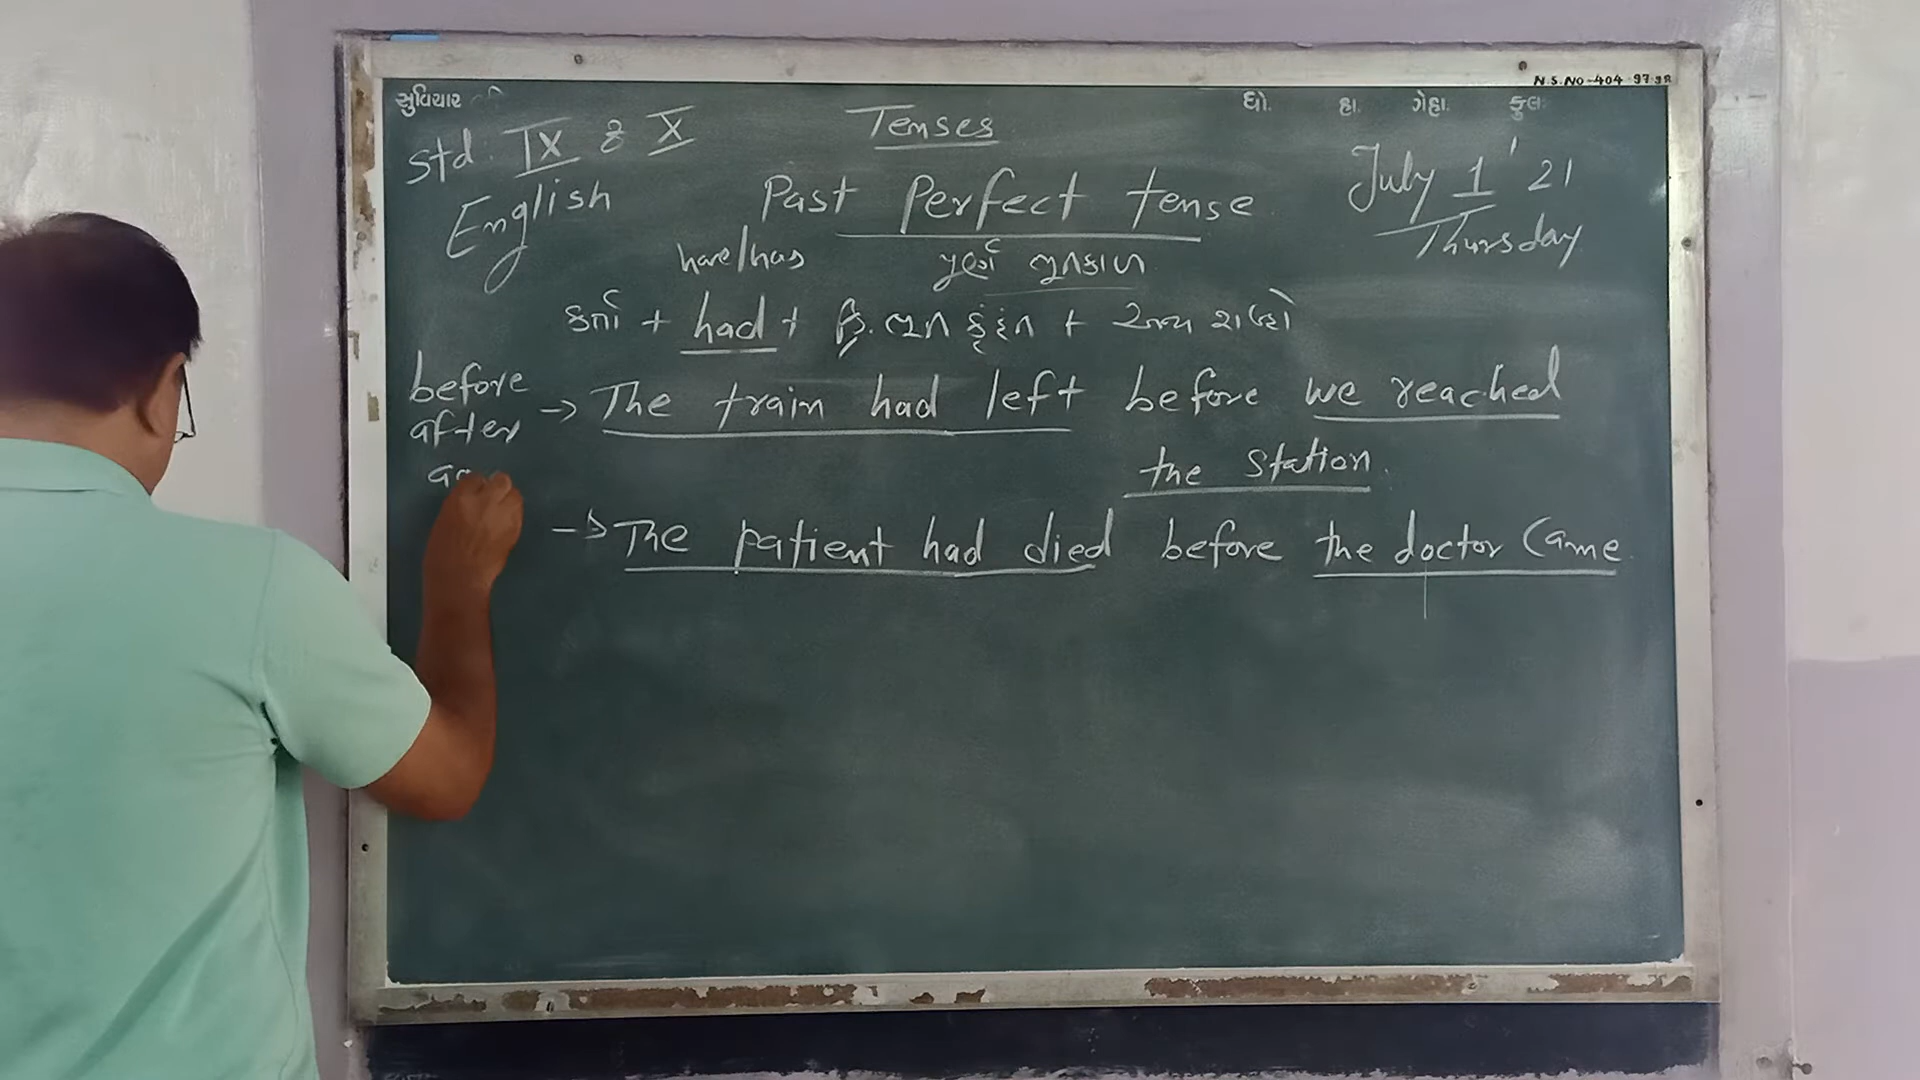 N.S.NO-404-97-98
સુવિચાર ધો. હા. ગેહા. કુલ
Std. IX & X Tenses July 1' 21
English Past Perfect tense Thursday
have/has પૂર્ણ ભૂતકાળ
કર્તા + had + ક્રિ. ભૂત કૃદંત + અન્ય શબ્દો
before
after
→ The train had left before we reached
the station.
→ The patient had died before the doctor came